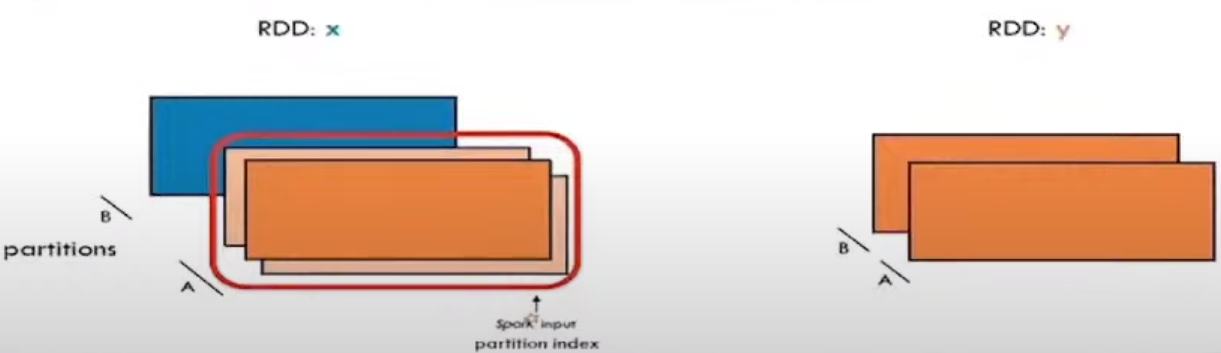 RDD: x
RDD: y
B
partitions
A
B
A
Spark input
partition index